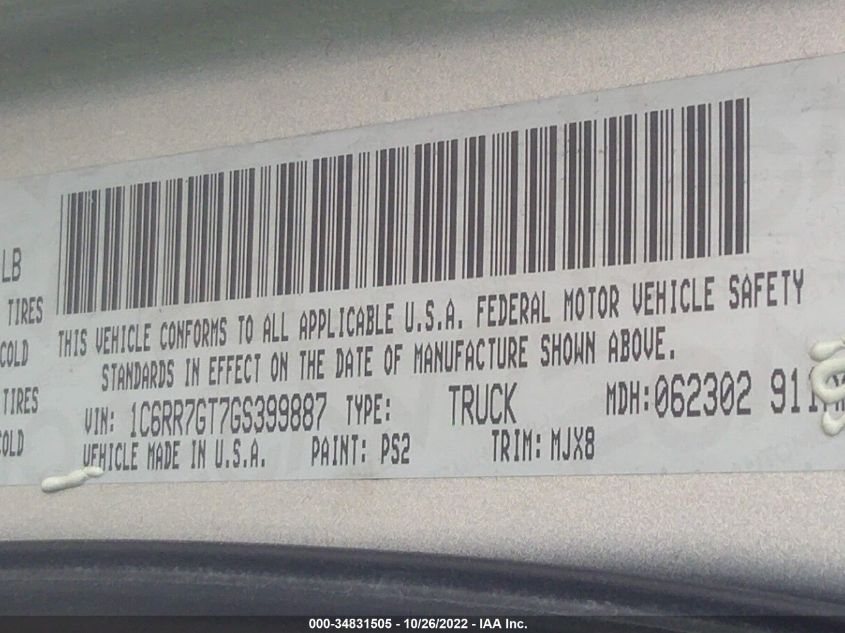 LB
TIRES
COLD
TIRES
COLD
THIS VEHICLE CONFORMS TO ALL APPLICABLE U.S.A. FEDERAL MOTOR VEHICLE SAFETY
STANDARDS IN EFFECT ON THE DATE OF MANUFACTURE SHOWN ABOVE.
VIN: 1C6RR7GT7GS399887 TYPE: TRUCK MDH: 062302 911
VEHICLE MADE IN U.S.A. PAINT: PS2 TRIM: MJX8
000-34831505 - 10/26/2022 - IAA Inc.